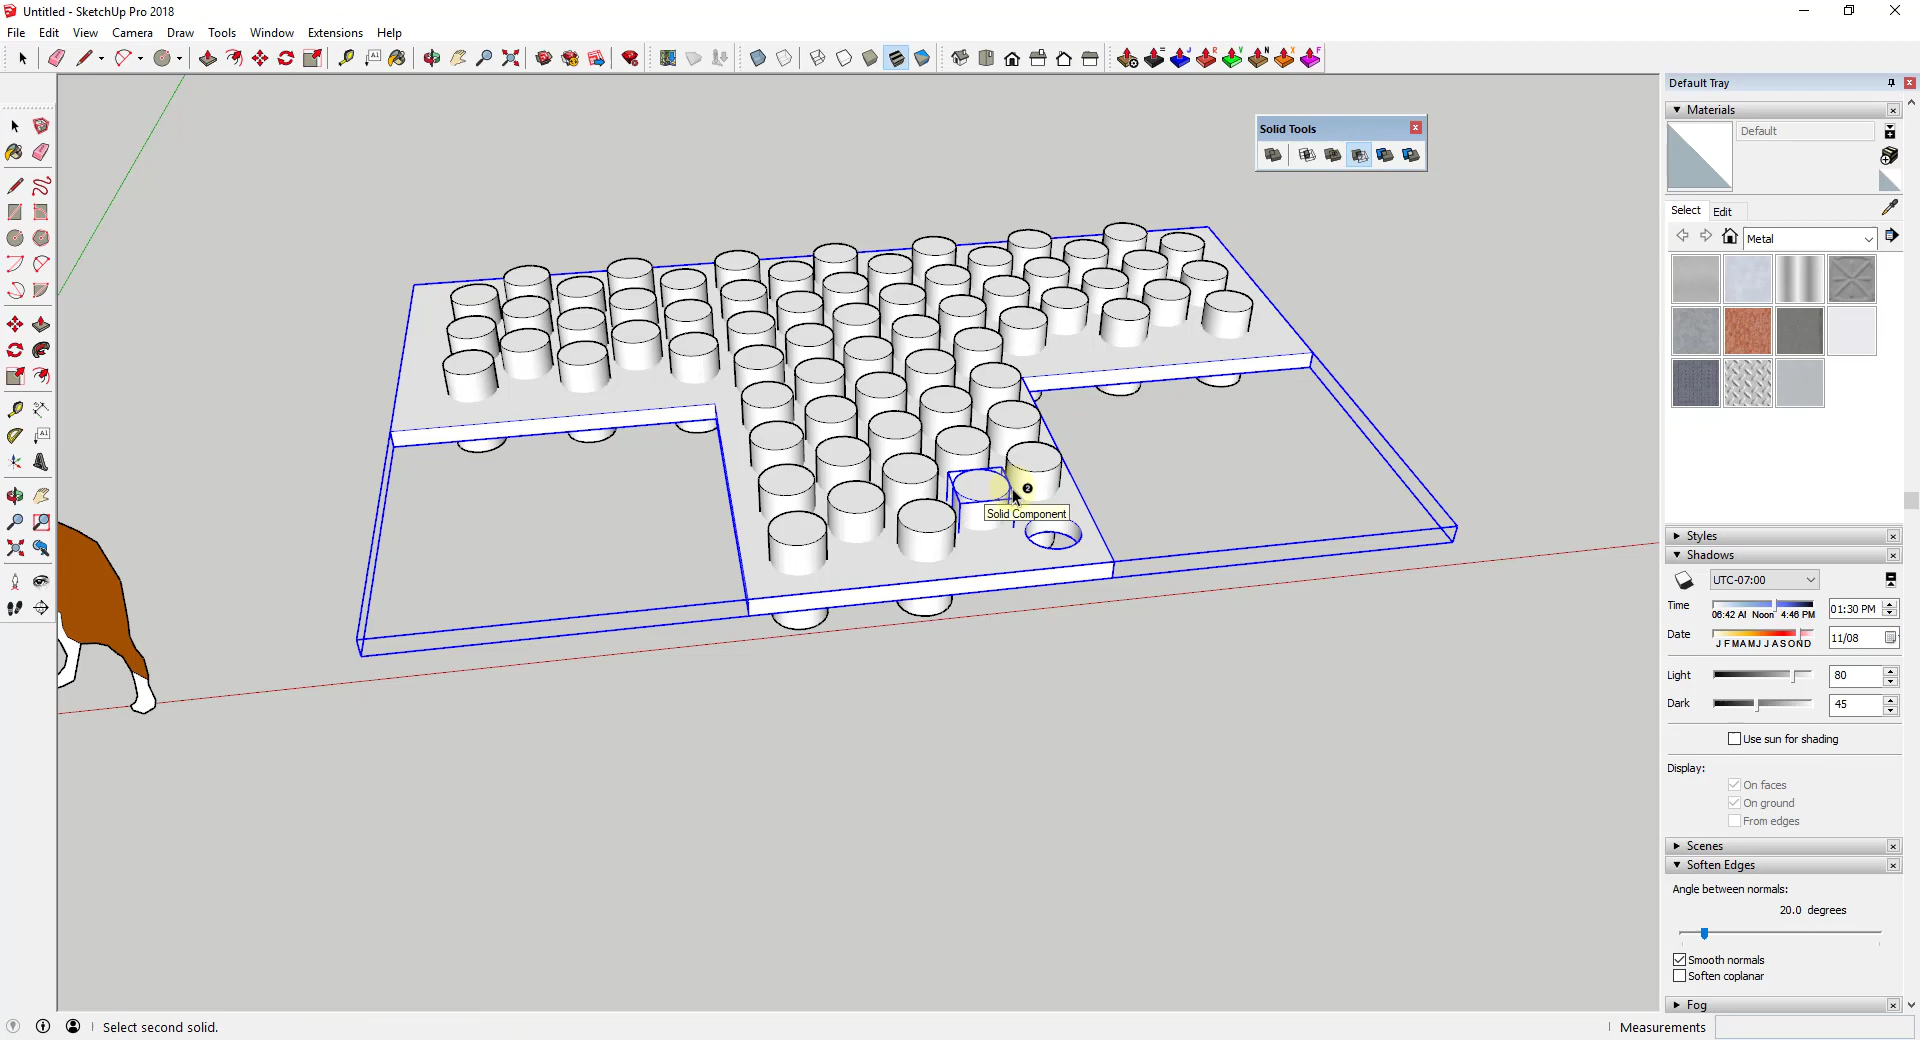 Untitled - SketchUp Pro 2018
File Edit View Camera Draw Tools Window Extensions Help
= J R V N X F
A1
Default Tray
Materials
Default
Solid Tools
Select Edit
Metal
A1
2
Solid Component
Styles
Shadows
UTC-07:00
Time 06:42 AI Noon 4:46 PM 01:30 PM
Date J F M A M J J A S O N D 11/08
Light 80
Dark 45
Use sun for shading
Display:
On faces
On ground
From edges
Scenes
Soften Edges
Angle between normals:
20.0 degrees
Smooth normals
Soften coplanar
Fog
Select second solid.
Measurements